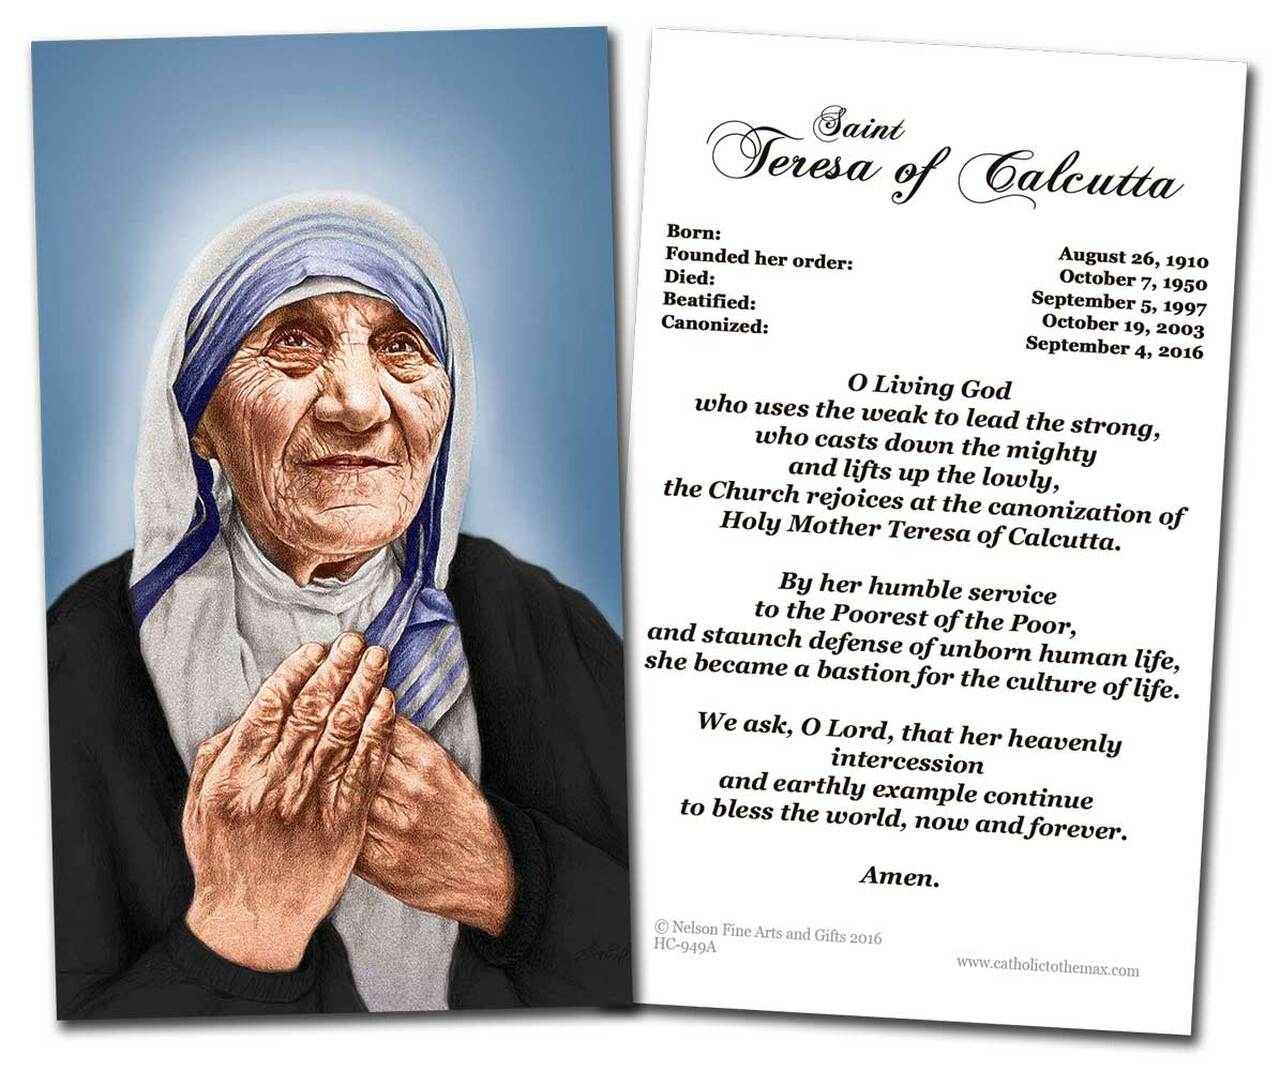 Saint
Teresa of Calcutta
Born: August 26, 1910
Founded her order: October 7, 1950
Died: September 5, 1997
Beatified: October 19, 2003
Canonized: September 4, 2016
O Living God
who uses the weak to lead the strong,
who casts down the mighty
and lifts up the lowly,
the Church rejoices at the canonization of
Holy Mother Teresa of Calcutta.
By her humble service
to the Poorest of the Poor,
and staunch defense of unborn human life,
she became a bastion for the culture of life.
We ask, O Lord, that her heavenly
intercession
and earthly example continue
to bless the world, now and forever.
Amen.
© Nelson Fine Arts and Gifts 2016
HC-949A
www.catholictothemax.com